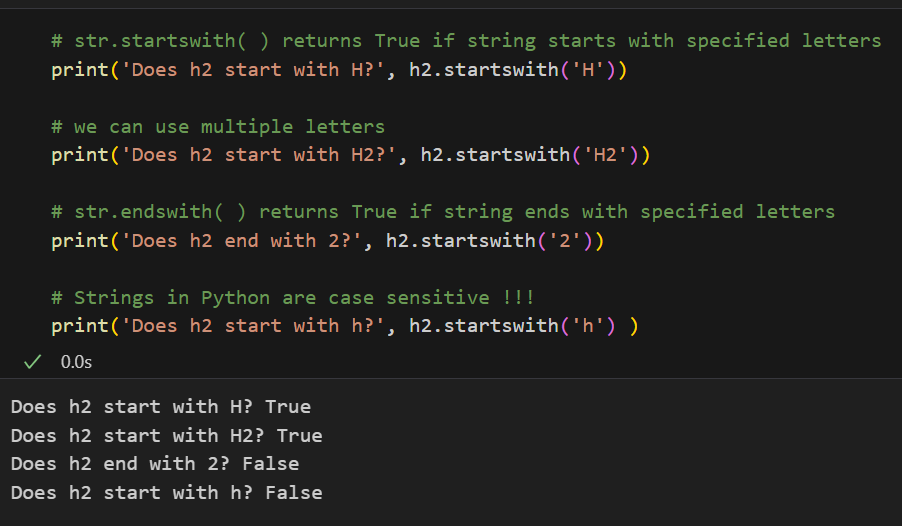 # str.startswith( ) returns True if string starts with specified letters
print('Does h2 start with H?', h2.startswith('H'))
# we can use multiple letters
print('Does h2 start with H2?', h2.startswith('H2'))
# str.endswith( ) returns True if string ends with specified letters
print('Does h2 end with 2?', h2.startswith('2'))
# Strings in Python are case sensitive !!!
print('Does h2 start with h?', h2.startswith('h') )
0.0s
Does h2 start with H? True
Does h2 start with H2? True
Does h2 end with 2? False
Does h2 start with h? False